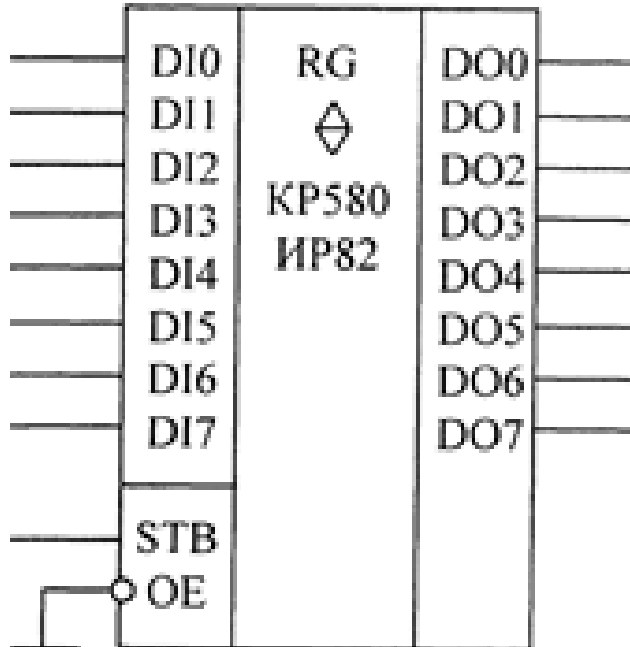 DI0 RG DO0
DI1 DO1
DI2 DO2
DI3 КР580 DO3
DI4 ИР82 DO4
DI5 DO5
DI6 DO6
DI7 DO7
STB
OE